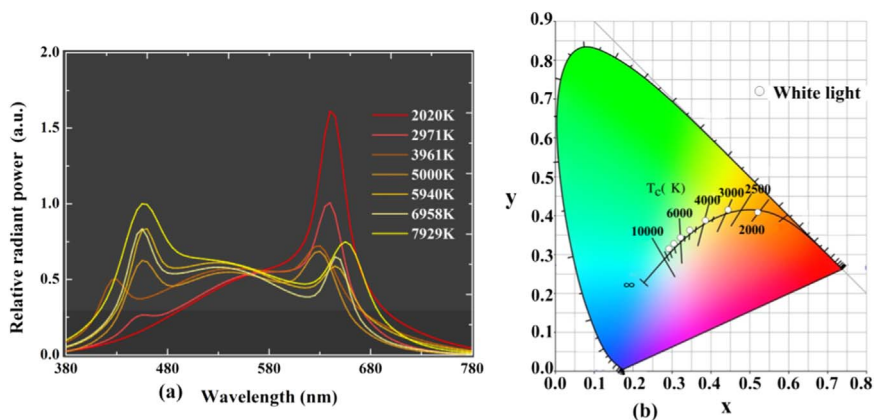 2.0
1.5
1.0
0.5
0.0
Relative radiant power (a.u.)
2020K
2971K
3961K
5000K
5940K
6958K
7929K
380
480
580
680
780
(a)
Wavelength (nm)
0.9
0.8
0.7
0.6
0.5
0.4
0.3
0.2
0.1
0.0
y
White light
Tc( K)
4000
3000
2500
6000
10000
2000
∞
0.0
0.1
0.2
0.3
0.4
0.5
0.6
0.7
0.8
(b)
x